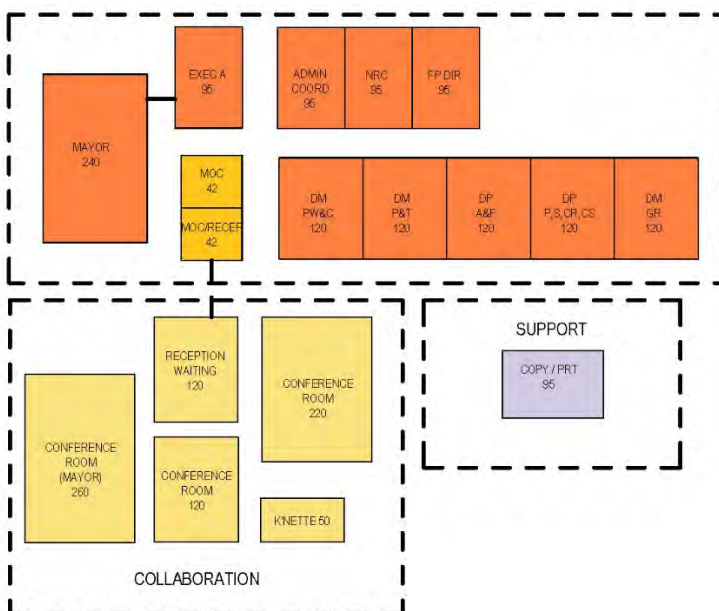 EXEC A
95
ADMIN
COORD
95
NRC
95
FP DIR
95
MAYOR
240
MOC
42
MOC/RECEP
42
DM
PW&C
120
DM
P&T
120
DP
A&F
120
DP
P,S,CR,CS
120
DM
GR
120
RECEPTION
WAITING
120
CONFERENCE
ROOM
220
CONFERENCE
ROOM
(MAYOR)
260
CONFERENCE
ROOM
120
K'NETTE 50
COLLABORATION
SUPPORT
COPY / PRT
95